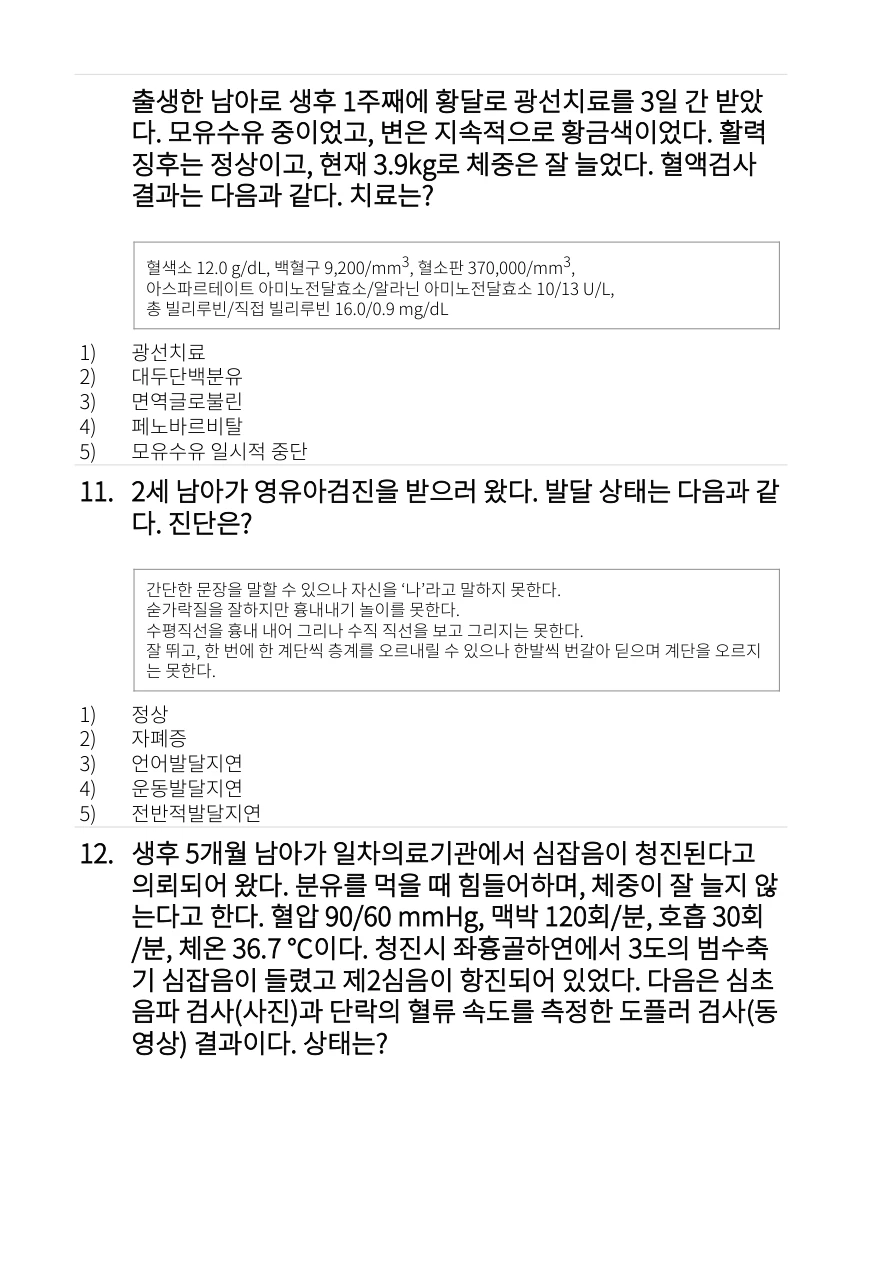 출생한 남아로 생후 1주째에 황달로 광선치료를 3일 간 받았
다. 모유수유 중이었고, 변은 지속적으로 황금색이었다. 활력
징후는 정상이고, 현재 3.9kg로 체중은 잘 늘었다. 혈액검사
결과는 다음과 같다. 치료는?
혈색소 12.0 g/dL, 백혈구 9,200/mm³, 혈소판 370,000/mm³,
아스파르테이트 아미노전달효소/알라닌 아미노전달효소 10/13 U/L,
총 빌리루빈/직접 빌리루빈 16.0/0.9 mg/dL
1) 광선치료
2) 대두단백분유
3) 면역글로불린
4) 페노바르비탈
5) 모유수유 일시적 중단
11. 2세 남아가 영유아검진을 받으러 왔다. 발달 상태는 다음과 같
다. 진단은?
간단한 문장을 말할 수 있으나 자신을 ‘나’라고 말하지 못한다.
숟가락질을 잘하지만 흉내내기 놀이를 못한다.
수평직선을 흉내 내어 그리나 수직 직선을 보고 그리지는 못한다.
잘 뛰고, 한 번에 한 계단씩 층계를 오르내릴 수 있으나 한발씩 번갈아 딛으며 계단을 오르지
는 못한다.
1) 정상
2) 자폐증
3) 언어발달지연
4) 운동발달지연
5) 전반적발달지연
12. 생후 5개월 남아가 일차의료기관에서 심잡음이 청진된다고
의뢰되어 왔다. 분유를 먹을 때 힘들어하며, 체중이 잘 늘지 않
는다고 한다. 혈압 90/60 mmHg, 맥박 120회/분, 호흡 30회
/분, 체온 36.7 ℃이다. 청진시 좌흉골하연에서 3도의 범수축
기 심잡음이 들렸고 제2심음이 항진되어 있었다. 다음은 심초
음파 검사(사진)과 단락의 혈류 속도를 측정한 도플러 검사(동
영상) 결과이다. 상태는?